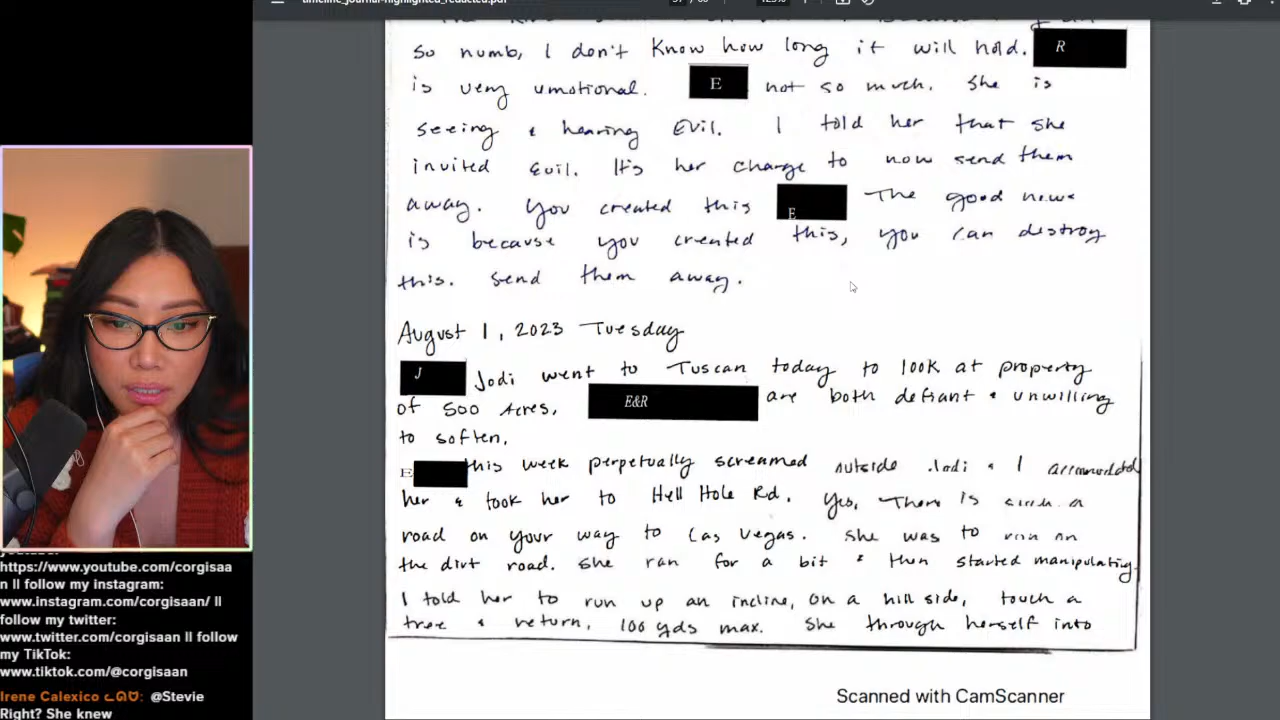 timeline_journal-highlighted_redacted.pdf
so numb, I don't know how long it will hold. R
is very emotional. E not so much. She is
seeing & hearing Evil. I told her that she
invited Evil. It's her charge to now send them
away. You created this E The good news
is because you created this, you can destroy
this. send them away.
August 1, 2023 Tuesday
J Jodi went to Tuscan today to look at property
of 500 Acres. E&R are both defiant & unwilling
to soften.
E this week perpetually screamed outside Jodi & I accommodated
her & took her to Hell Hole Rd. Yes, There is such a
road on your way to Las Vegas. She was to run on
the dirt road. She ran for a bit & then started manipulating.
I told her to run up an incline, on a hill side, touch a
tree & return, 100 yds max. She through herself into
Scanned with CamScanner
https://www.youtube.com/corgisaa
n ll follow my instagram:
www.instagram.com/corgisaan/ ll
follow my twitter:
www.twitter.com/corgisaan ll follow
my TikTok:
www.tiktok.com/@corgisaan
Irene Calexico : @Stevie
Right? She knew